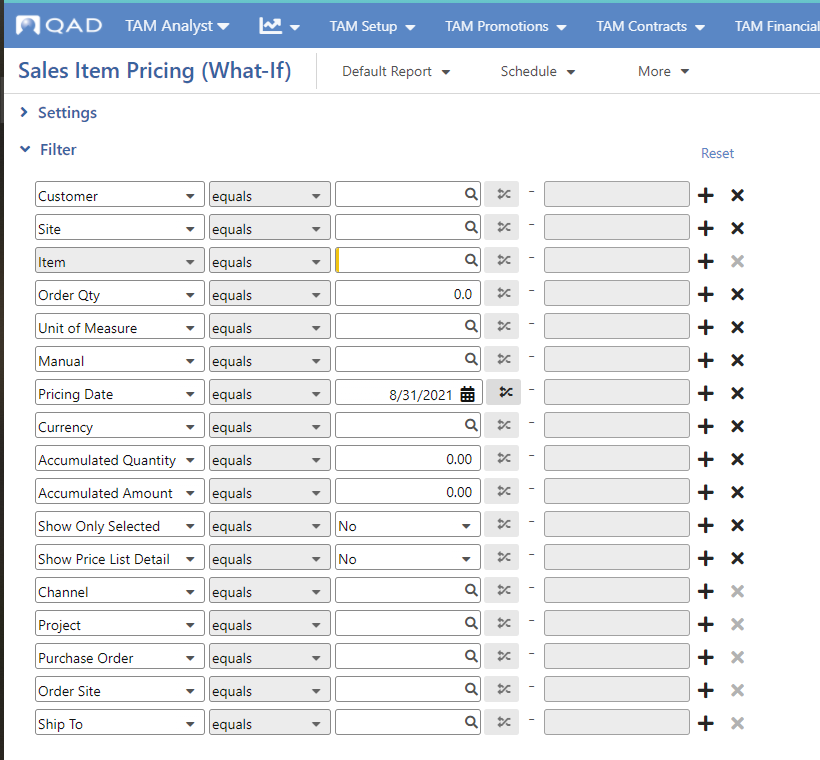 QAD TAM Analyst TAM Setup TAM Promotions TAM Contracts TAM Financial
Sales Item Pricing (What-If) Default Report Schedule More
Settings
Filter
Reset
Customer equals -
Site equals -
Item equals -
Order Qty equals 0.0 -
Unit of Measure equals -
Manual equals -
Pricing Date equals 8/31/2021 -
Currency equals -
Accumulated Quantity equals 0.00 -
Accumulated Amount equals 0.00 -
Show Only Selected equals No -
Show Price List Detail equals No -
Channel equals -
Project equals -
Purchase Order equals -
Order Site equals -
Ship To equals -